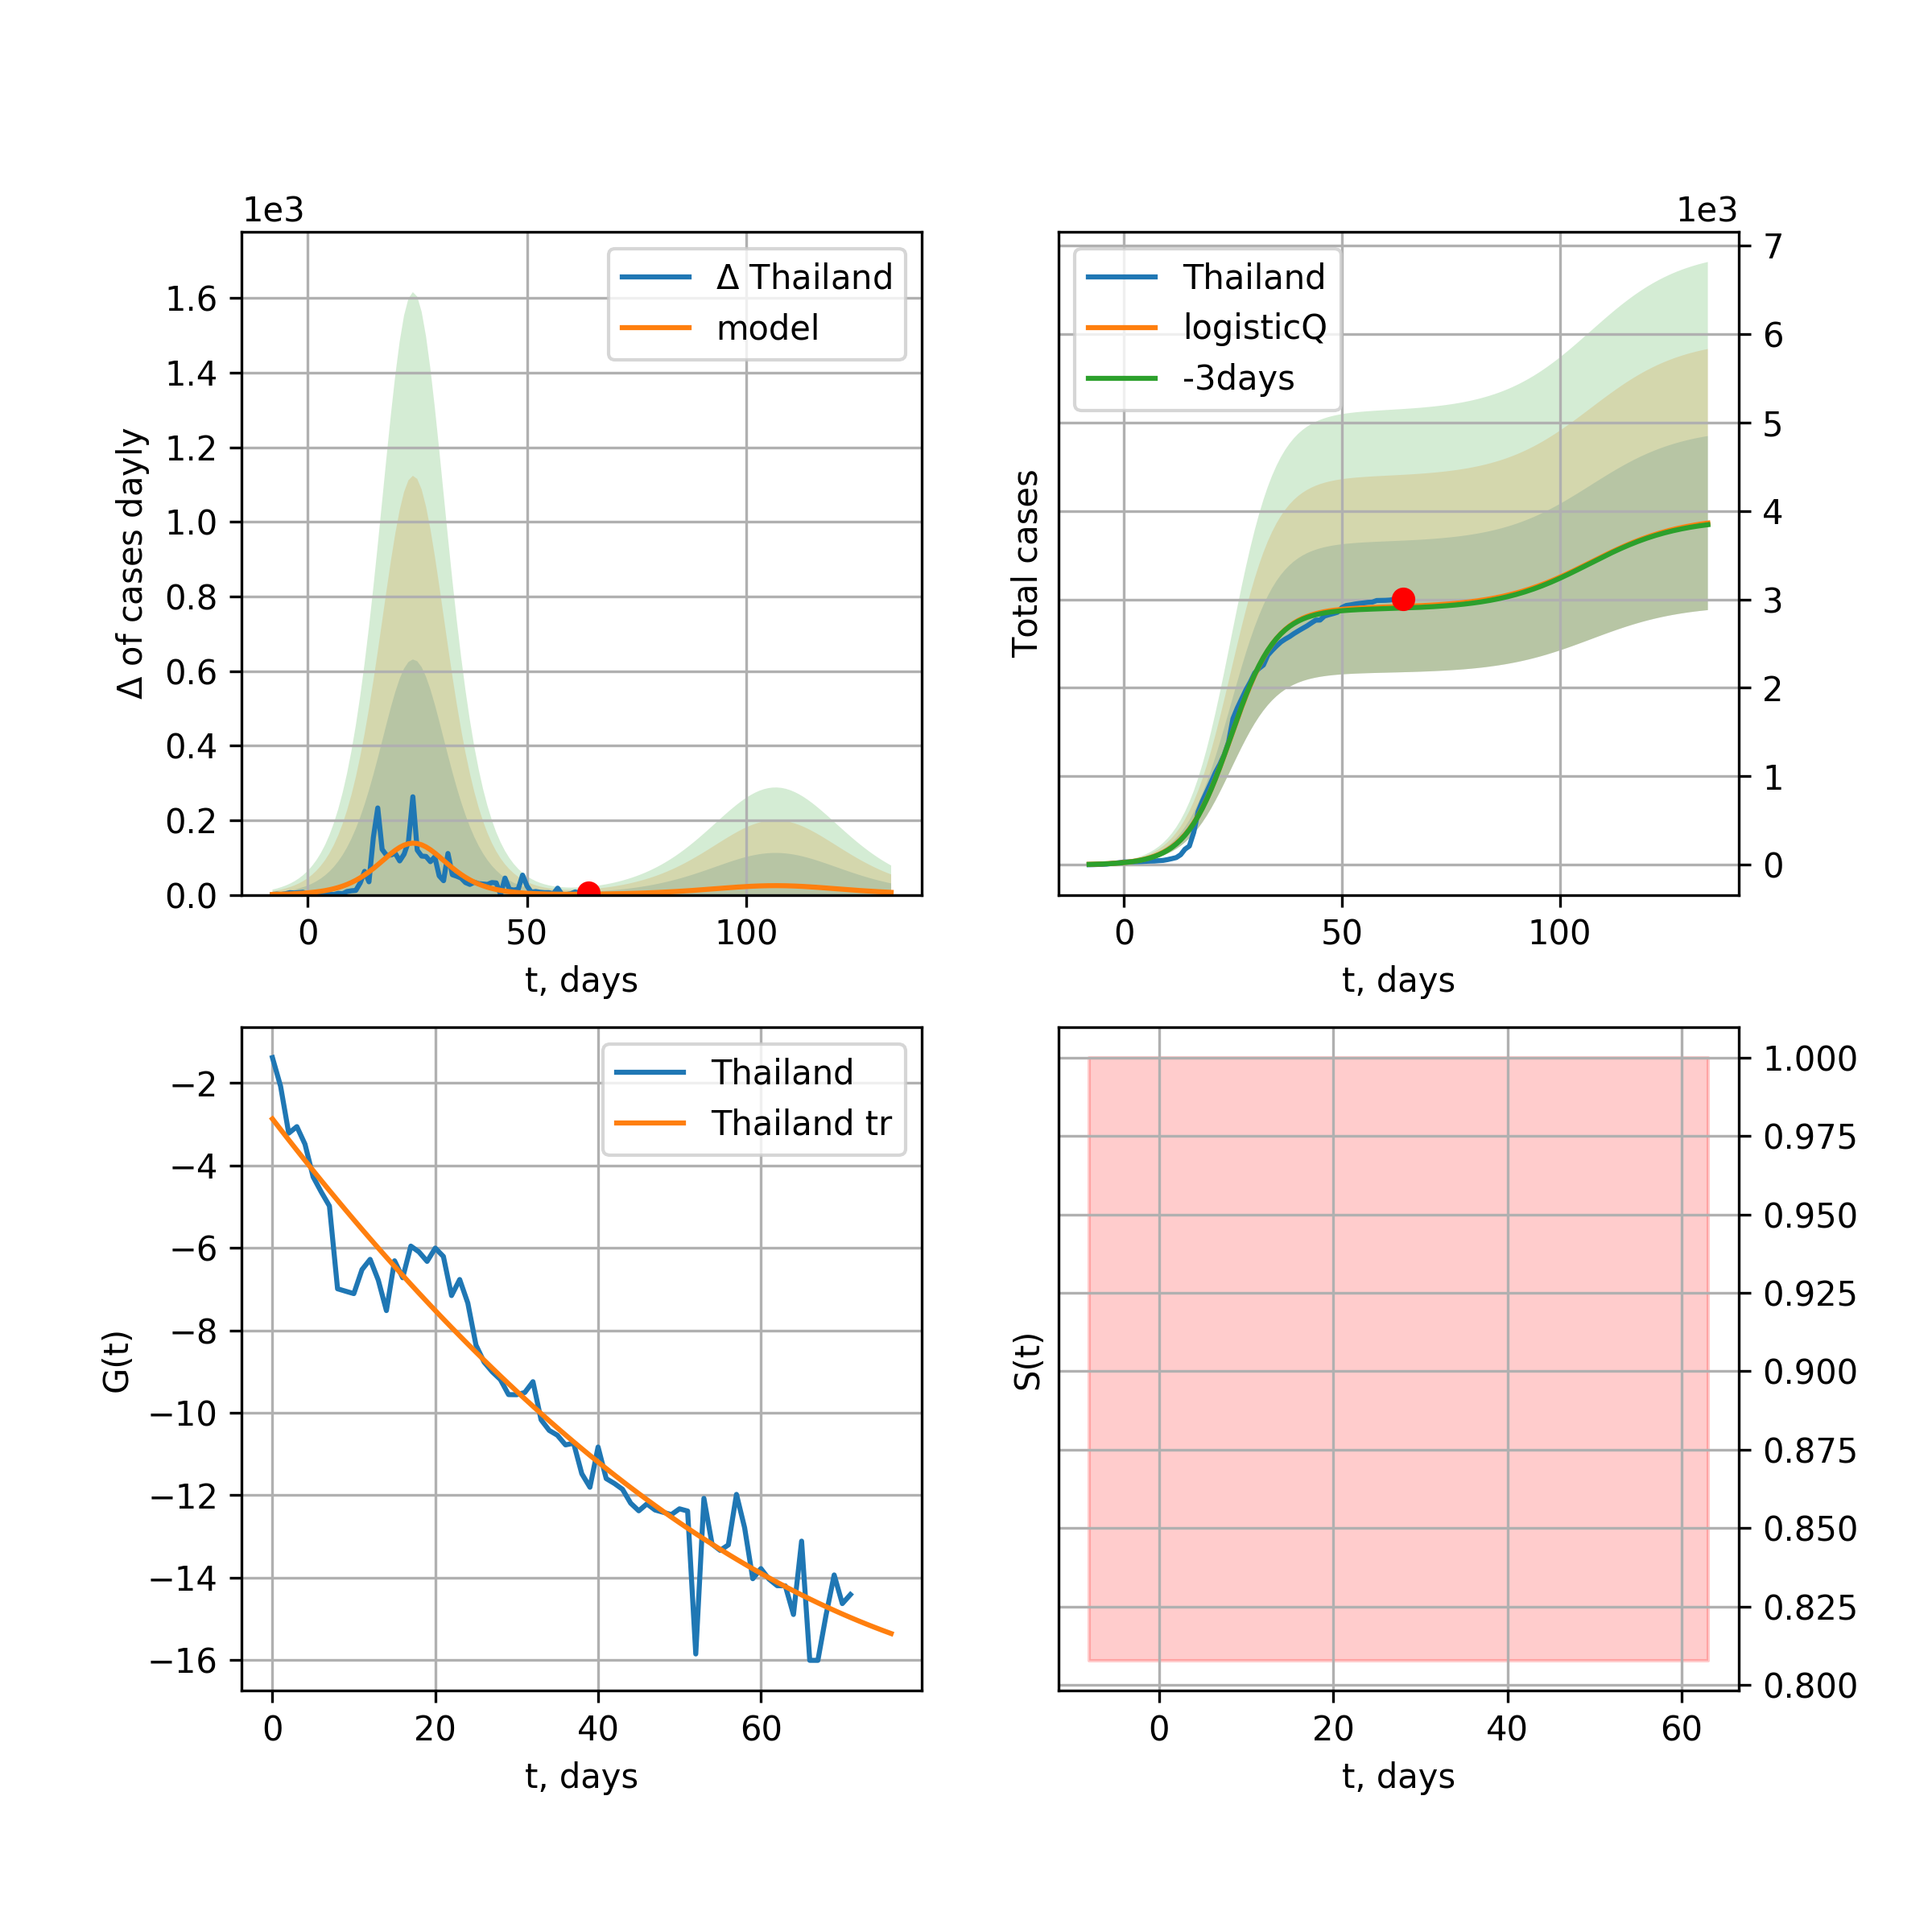 1e3
Δ of cases dayly
1.6
1.4
1.2
1.0
0.8
0.6
0.4
0.2
0.0
Δ Thailand
model
0 50 100
t, days
1e3
Total cases
Thailand
logisticQ
-3days
7
6
5
4
3
2
1
0
0 50 100
t, days
G(t)
−2
−4
−6
−8
−10
−12
−14
−16
Thailand
Thailand tr
0 20 40 60
t, days
S(t)
1.000
0.975
0.950
0.925
0.900
0.875
0.850
0.825
0.800
0 20 40 60
t, days